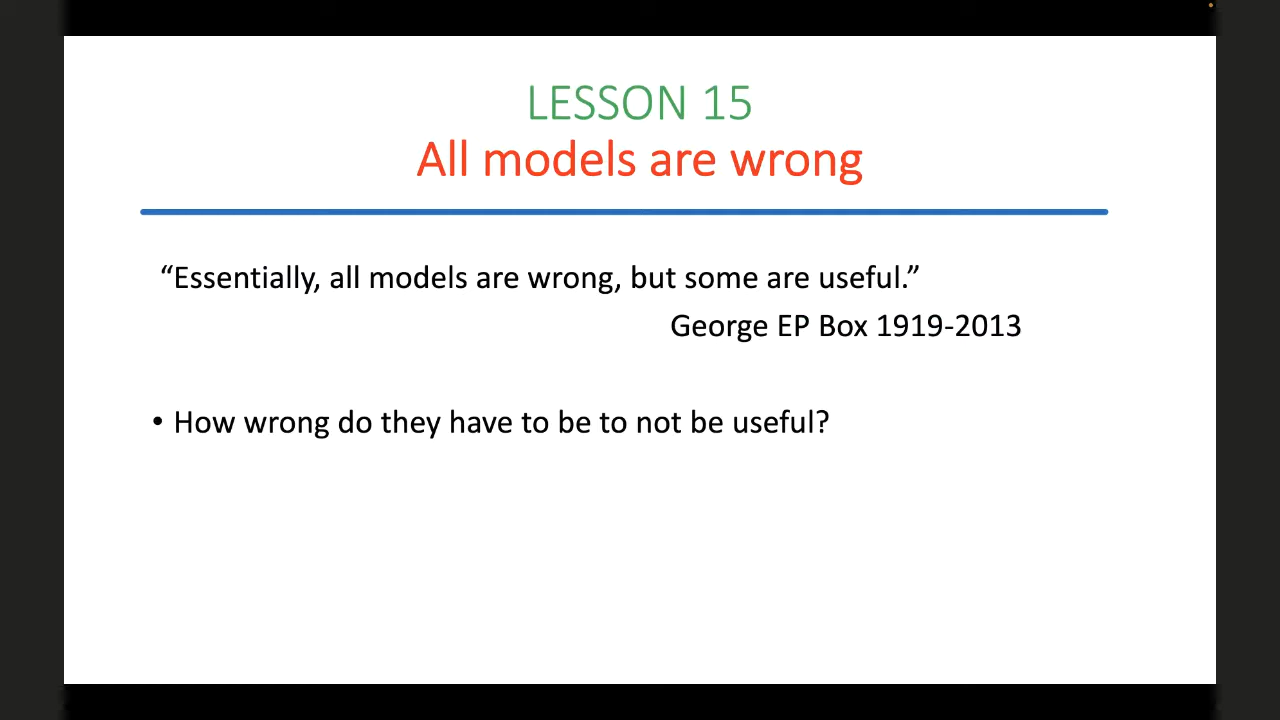 LESSON 15
All models are wrong
“Essentially, all models are wrong, but some are useful.”
George EP Box 1919-2013
• How wrong do they have to be to not be useful?